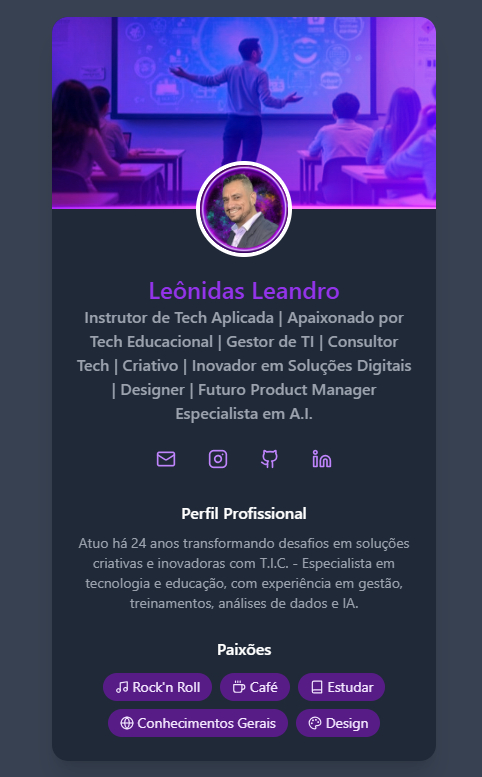 Leônidas Leandro
Instrutor de Tech Aplicada | Apaixonado por
Tech Educacional | Gestor de TI | Consultor
Tech | Criativo | Inovador em Soluções Digitais
| Designer | Futuro Product Manager
Especialista em A.I.
Perfil Profissional
Atuo há 24 anos transformando desafios em soluções
criativas e inovadoras com T.I.C. - Especialista em
tecnologia e educação, com experiência em gestão,
treinamentos, análises de dados e IA.
Paixões
Rock'n Roll Café Estudar
Conhecimentos Gerais Design